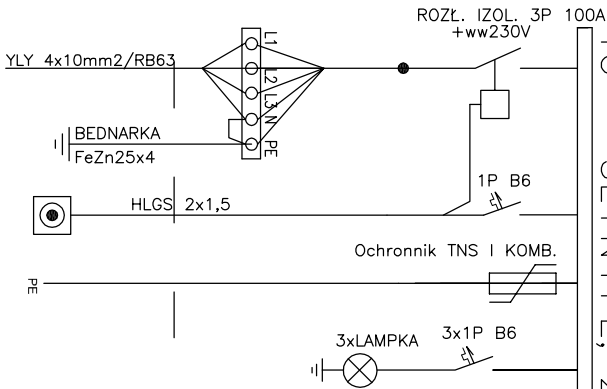 ROZŁ. IZOL. 3P 100A
+ww230V
YLY 4x10mm2/RB63
L1
L2
L3
N
PE
BEDNARKA
FeZn25x4
1P B6
HLGS 2x1,5
Ochronnik TNS I KOMB.
PE
3xLAMPKA
3x1P B6